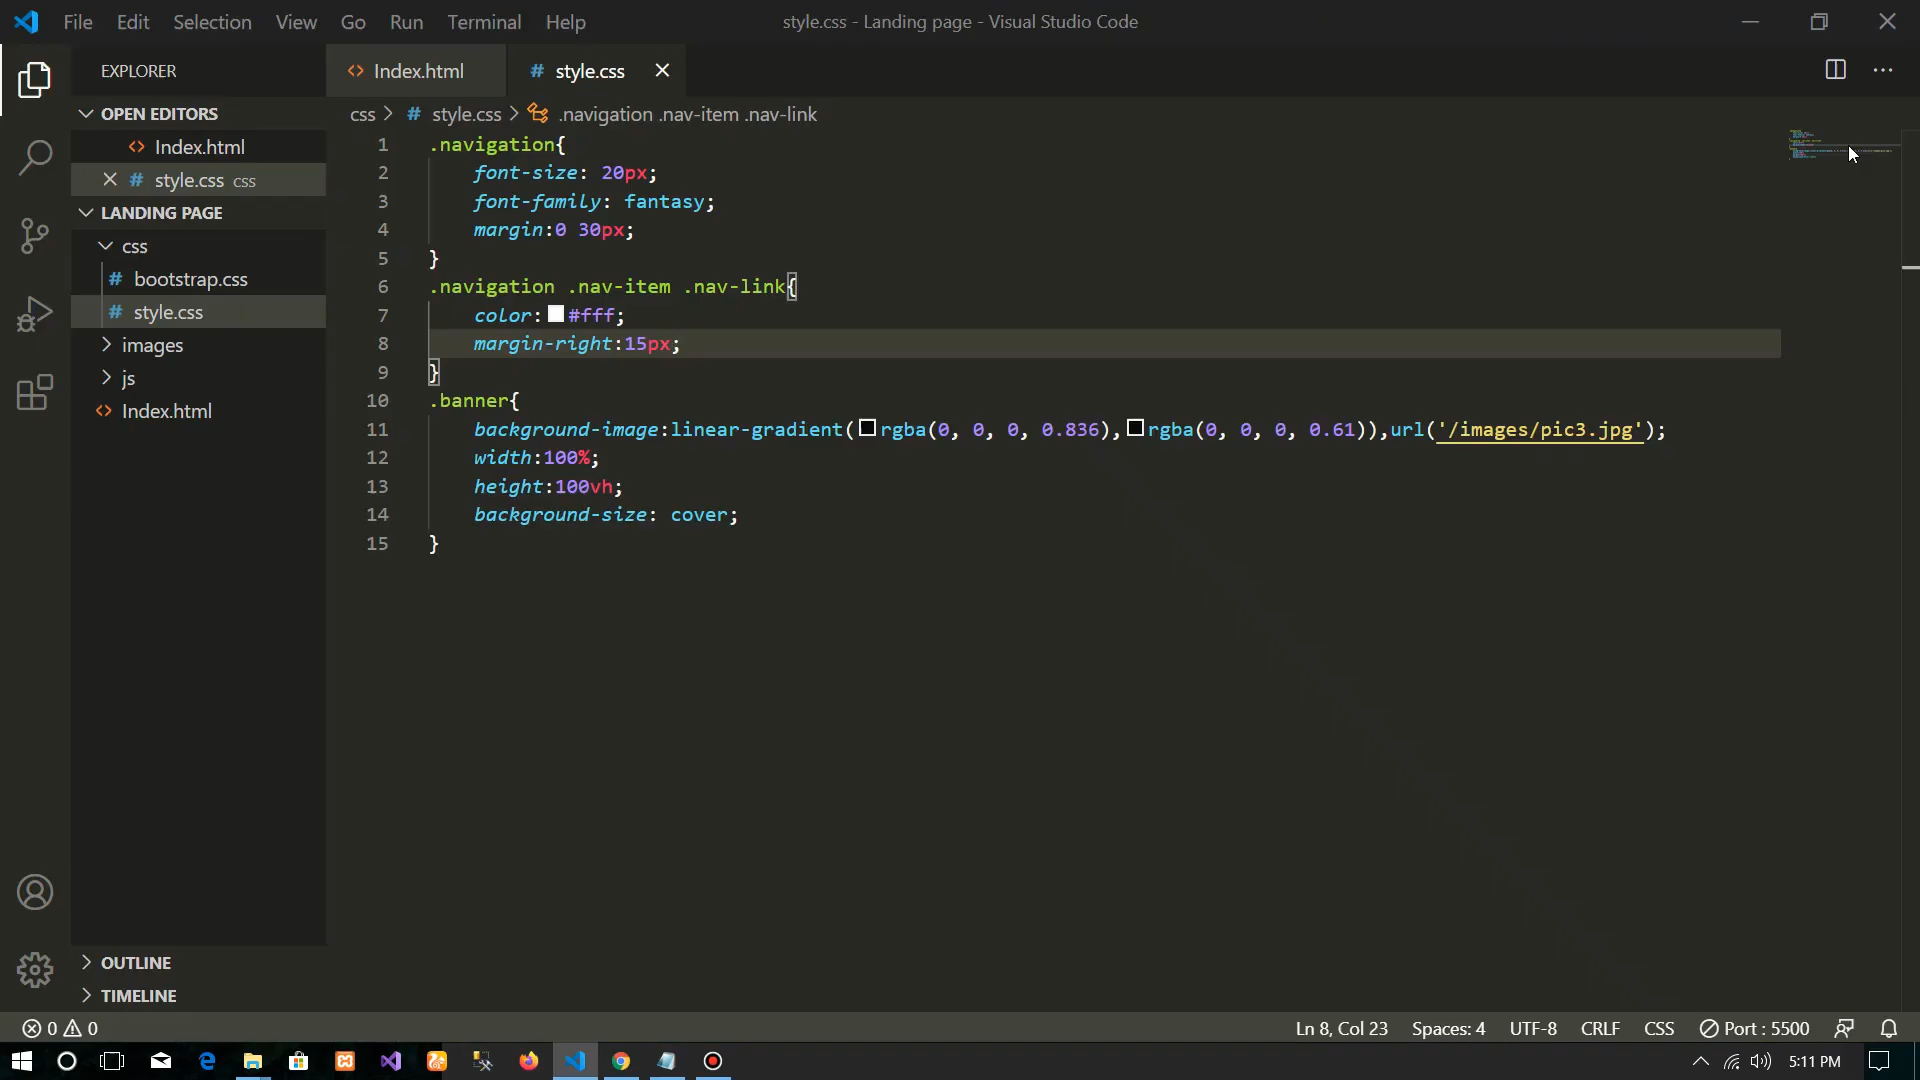 File Edit Selection View Go Run Terminal Help style.css - Landing page - Visual Studio Code
EXPLORER
OPEN EDITORS
Index.html
style.css css
LANDING PAGE
css
bootstrap.css
style.css
images
js
Index.html
OUTLINE
TIMELINE
Index.html style.css
css > # style.css > .navigation .nav-item .nav-link
1 .navigation{
2 font-size: 20px;
3 font-family: fantasy;
4 margin:0 30px;
5 }
6 .navigation .nav-item .nav-link{
7 color: #fff;
8 margin-right:15px;
9 }
10 .banner{
11 background-image:linear-gradient(rgba(0, 0, 0, 0.836),rgba(0, 0, 0, 0.61)),url('/images/pic3.jpg');
12 width:100%;
13 height:100vh;
14 background-size: cover;
15 }
0 0 Ln 8, Col 23 Spaces: 4 UTF-8 CRLF CSS Port : 5500
5:11 PM